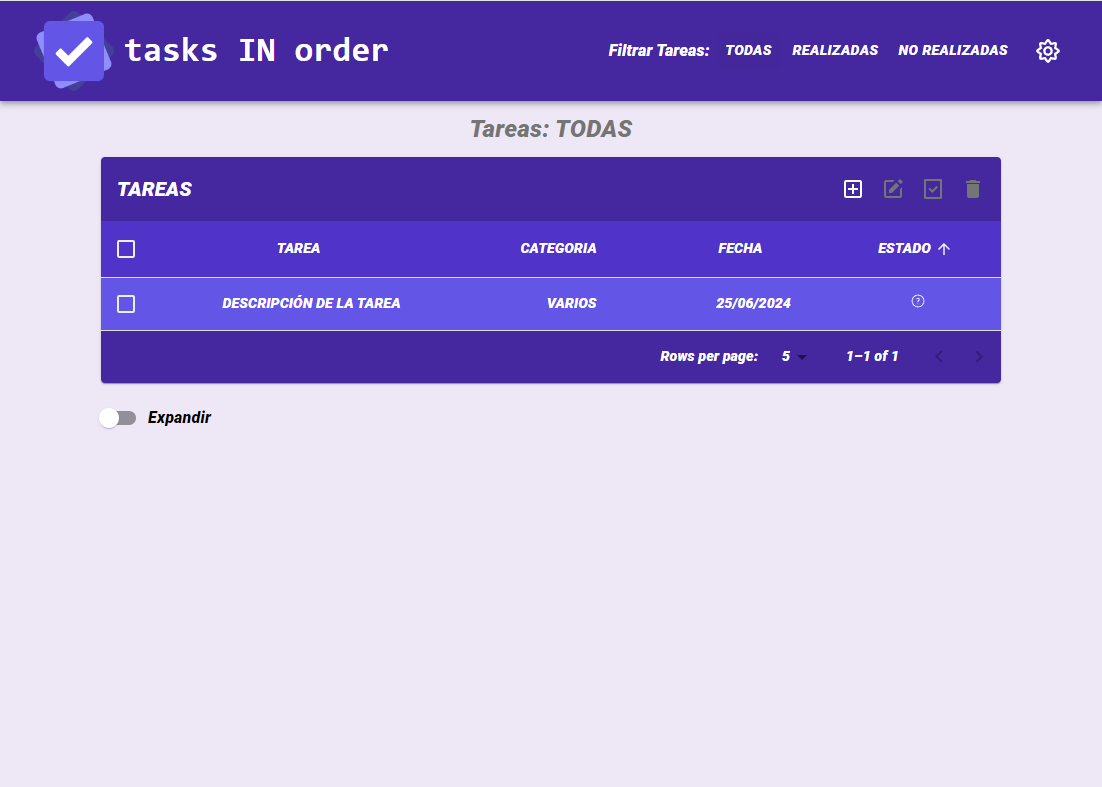 tasks IN order
Filtrar Tareas: TODAS REALIZADAS NO REALIZADAS
Tareas: TODAS
TAREAS
TAREA CATEGORIA FECHA ESTADO
DESCRIPCIÓN DE LA TAREA VARIOS 25/06/2024 ?
Rows per page: 5 1–1 of 1
Expandir